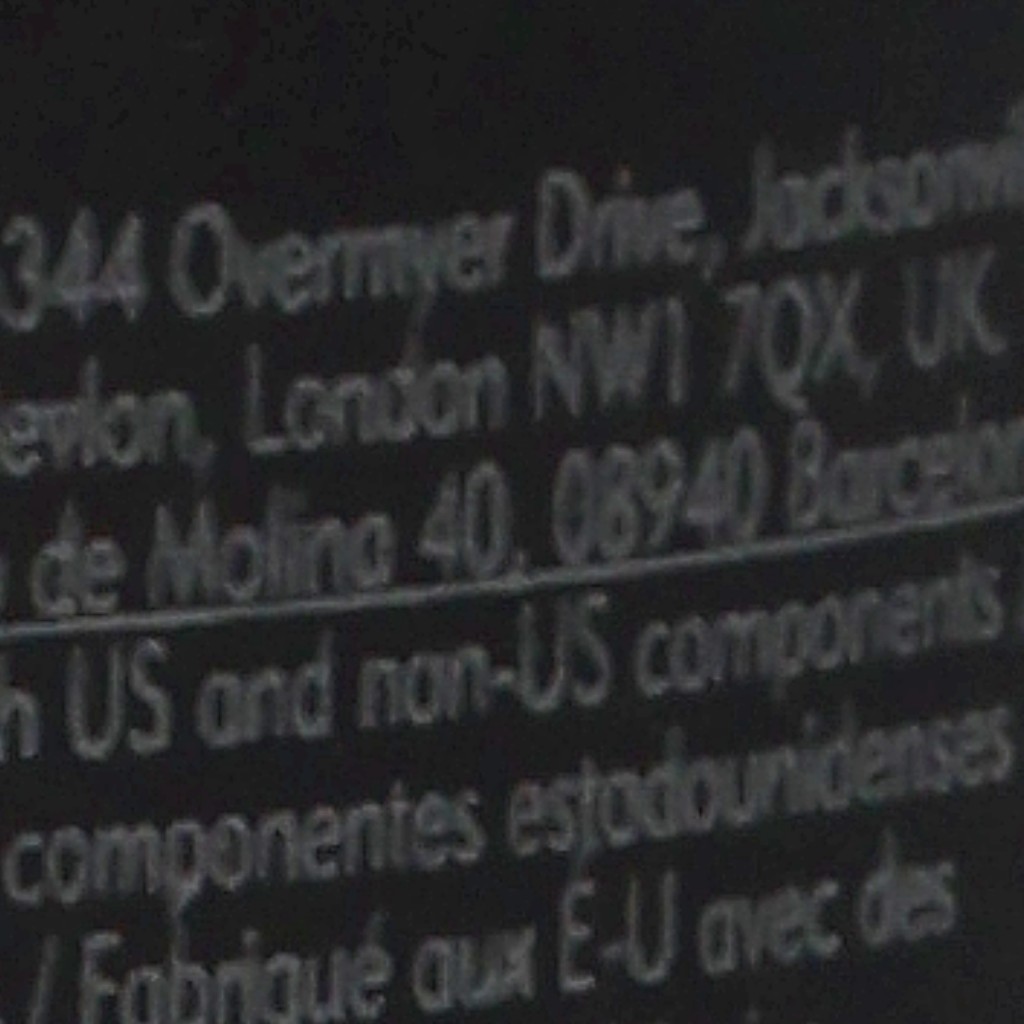 344 Overmyer Drive, Jacksonvi
evlon, London NW1 7QX, UK
de Molina 40, 08940 Barcelon
h US and non-US components
componentes estadounidenses
/ Fabriqué aux E-U avec des